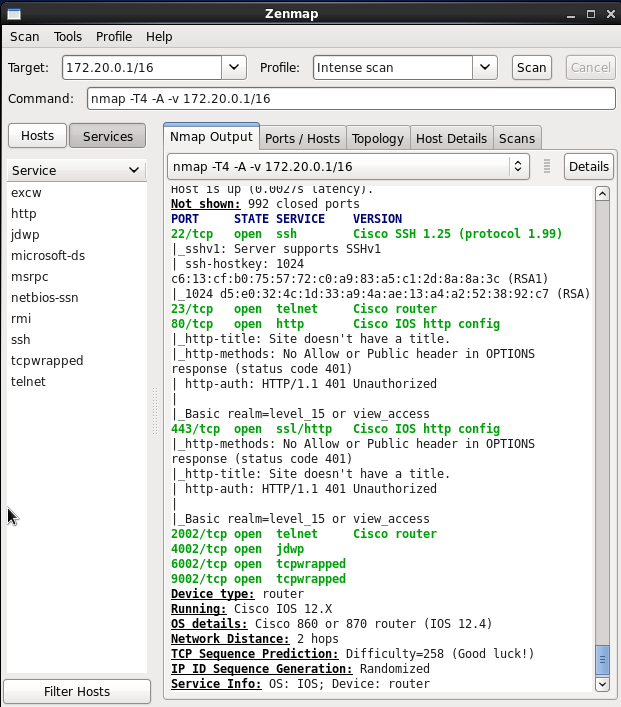 Zenmap
Scan Tools Profile Help
Target: 172.20.0.1/16 Profile: Intense scan Scan Cancel
Command: nmap -T4 -A -v 172.20.0.1/16
Hosts Services
Service
excw
http
jdwp
microsoft-ds
msrpc
netbios-ssn
rmi
ssh
tcpwrapped
telnet
Filter Hosts
Nmap Output Ports / Hosts Topology Host Details Scans
nmap -T4 -A -v 172.20.0.1/16 Details
Host is up (0.0027s latency).
Not shown: 992 closed ports
PORT STATE SERVICE VERSION
22/tcp open ssh Cisco SSH 1.25 (protocol 1.99)
|_sshv1: Server supports SSHv1
| ssh-hostkey: 1024
c6:13:cf:b0:75:57:72:c0:a9:83:a5:c1:2d:8a:8a:3c (RSA1)
|_1024 d5:e0:32:4c:1d:33:a9:4a:ae:13:a4:a2:52:38:92:c7 (RSA)
23/tcp open telnet Cisco router
80/tcp open http Cisco IOS http config
|_http-title: Site doesn't have a title.
|_http-methods: No Allow or Public header in OPTIONS
response (status code 401)
| http-auth: HTTP/1.1 401 Unauthorized
|
|_Basic realm=level_15 or view_access
443/tcp open ssl/http Cisco IOS http config
|_http-methods: No Allow or Public header in OPTIONS
response (status code 401)
|_http-title: Site doesn't have a title.
| http-auth: HTTP/1.1 401 Unauthorized
|
|_Basic realm=level_15 or view_access
2002/tcp open telnet Cisco router
4002/tcp open jdwp
6002/tcp open tcpwrapped
9002/tcp open tcpwrapped
Device type: router
Running: Cisco IOS 12.X
OS details: Cisco 860 or 870 router (IOS 12.4)
Network Distance: 2 hops
TCP Sequence Prediction: Difficulty=258 (Good luck!)
IP ID Sequence Generation: Randomized
Service Info: OS: IOS; Device: router